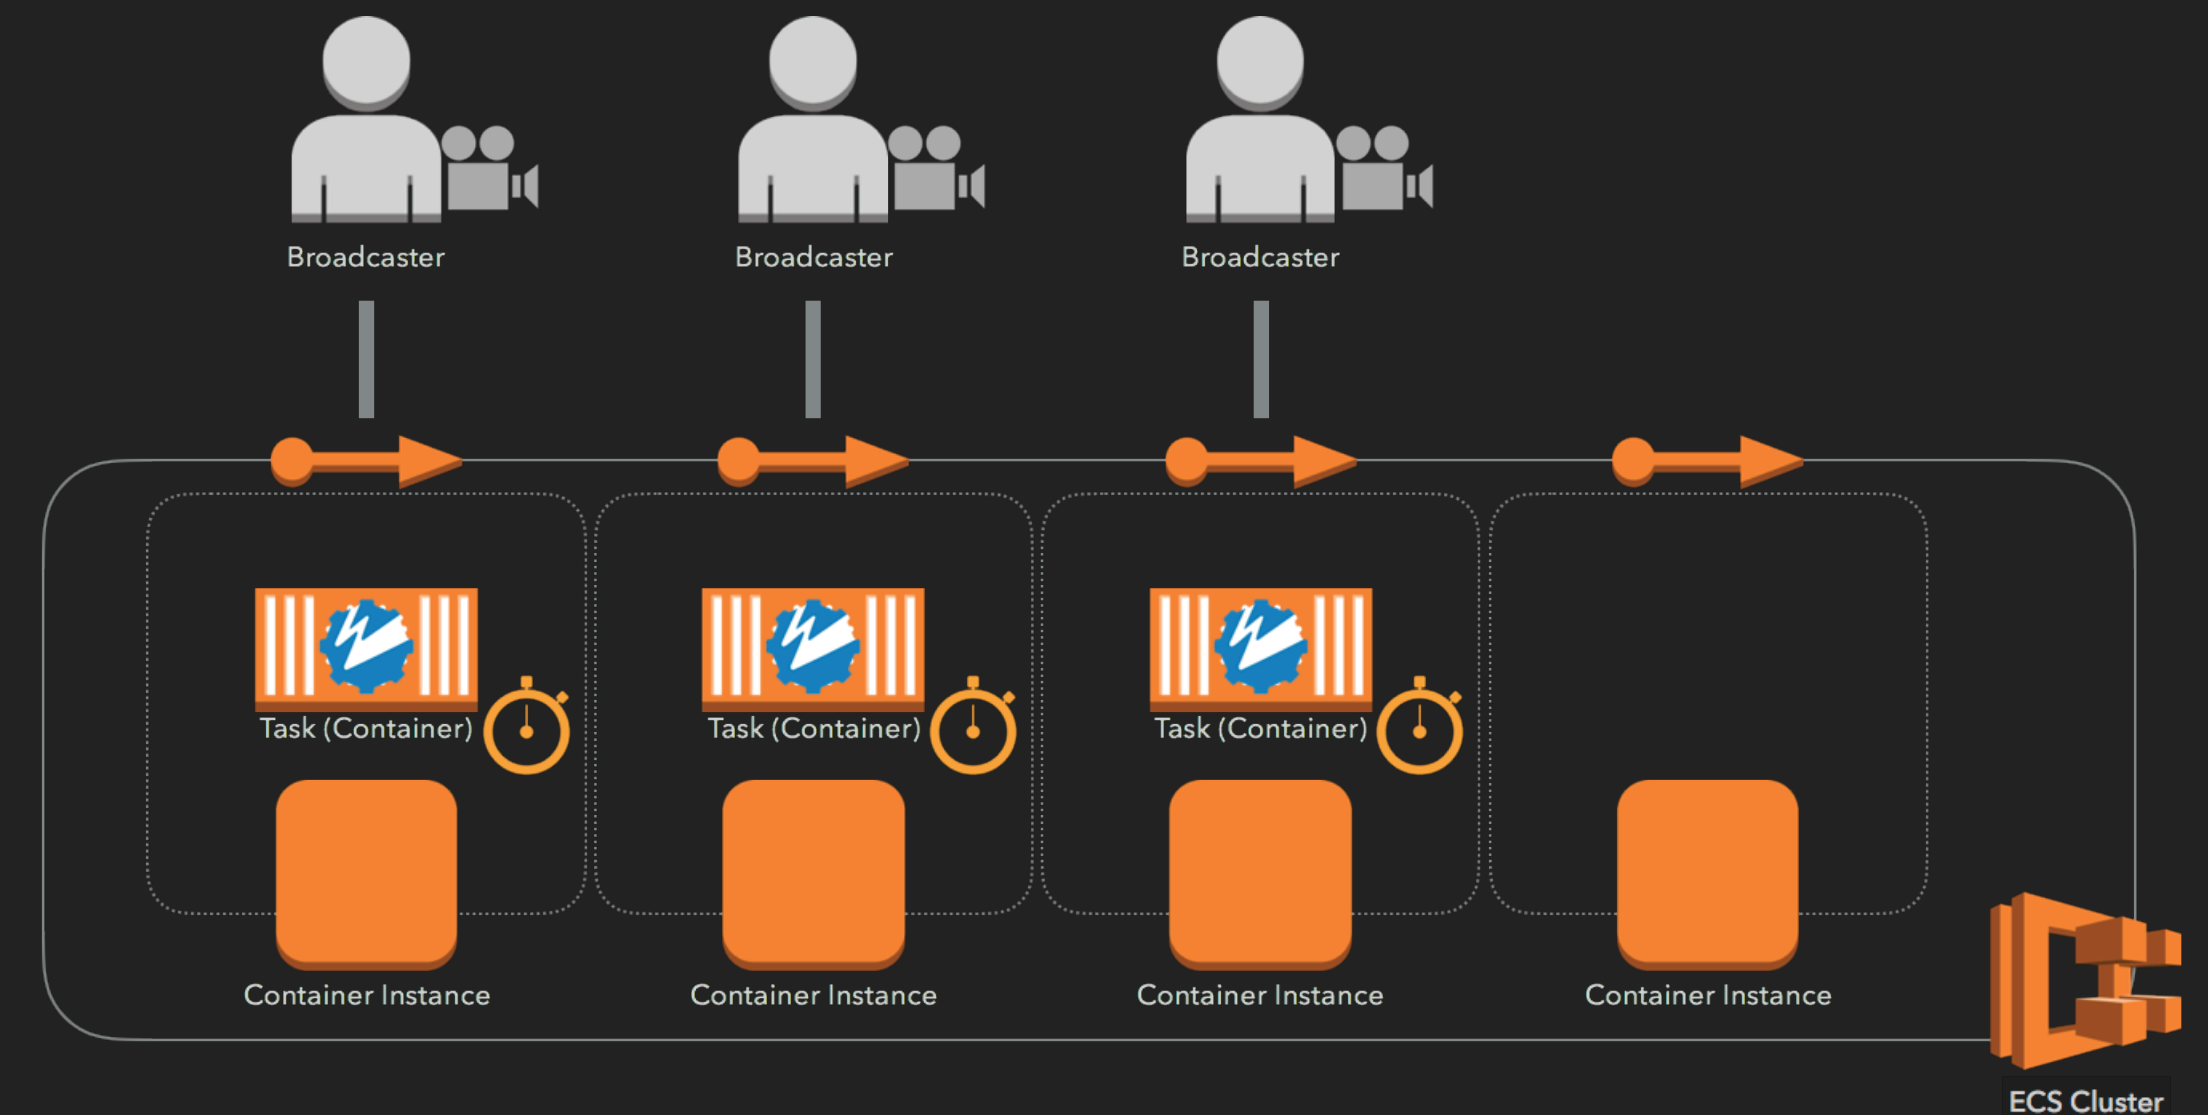 Broadcaster
Broadcaster
Broadcaster
Task (Container)
Task (Container)
Task (Container)
Container Instance
Container Instance
Container Instance
Container Instance
ECS Cluster